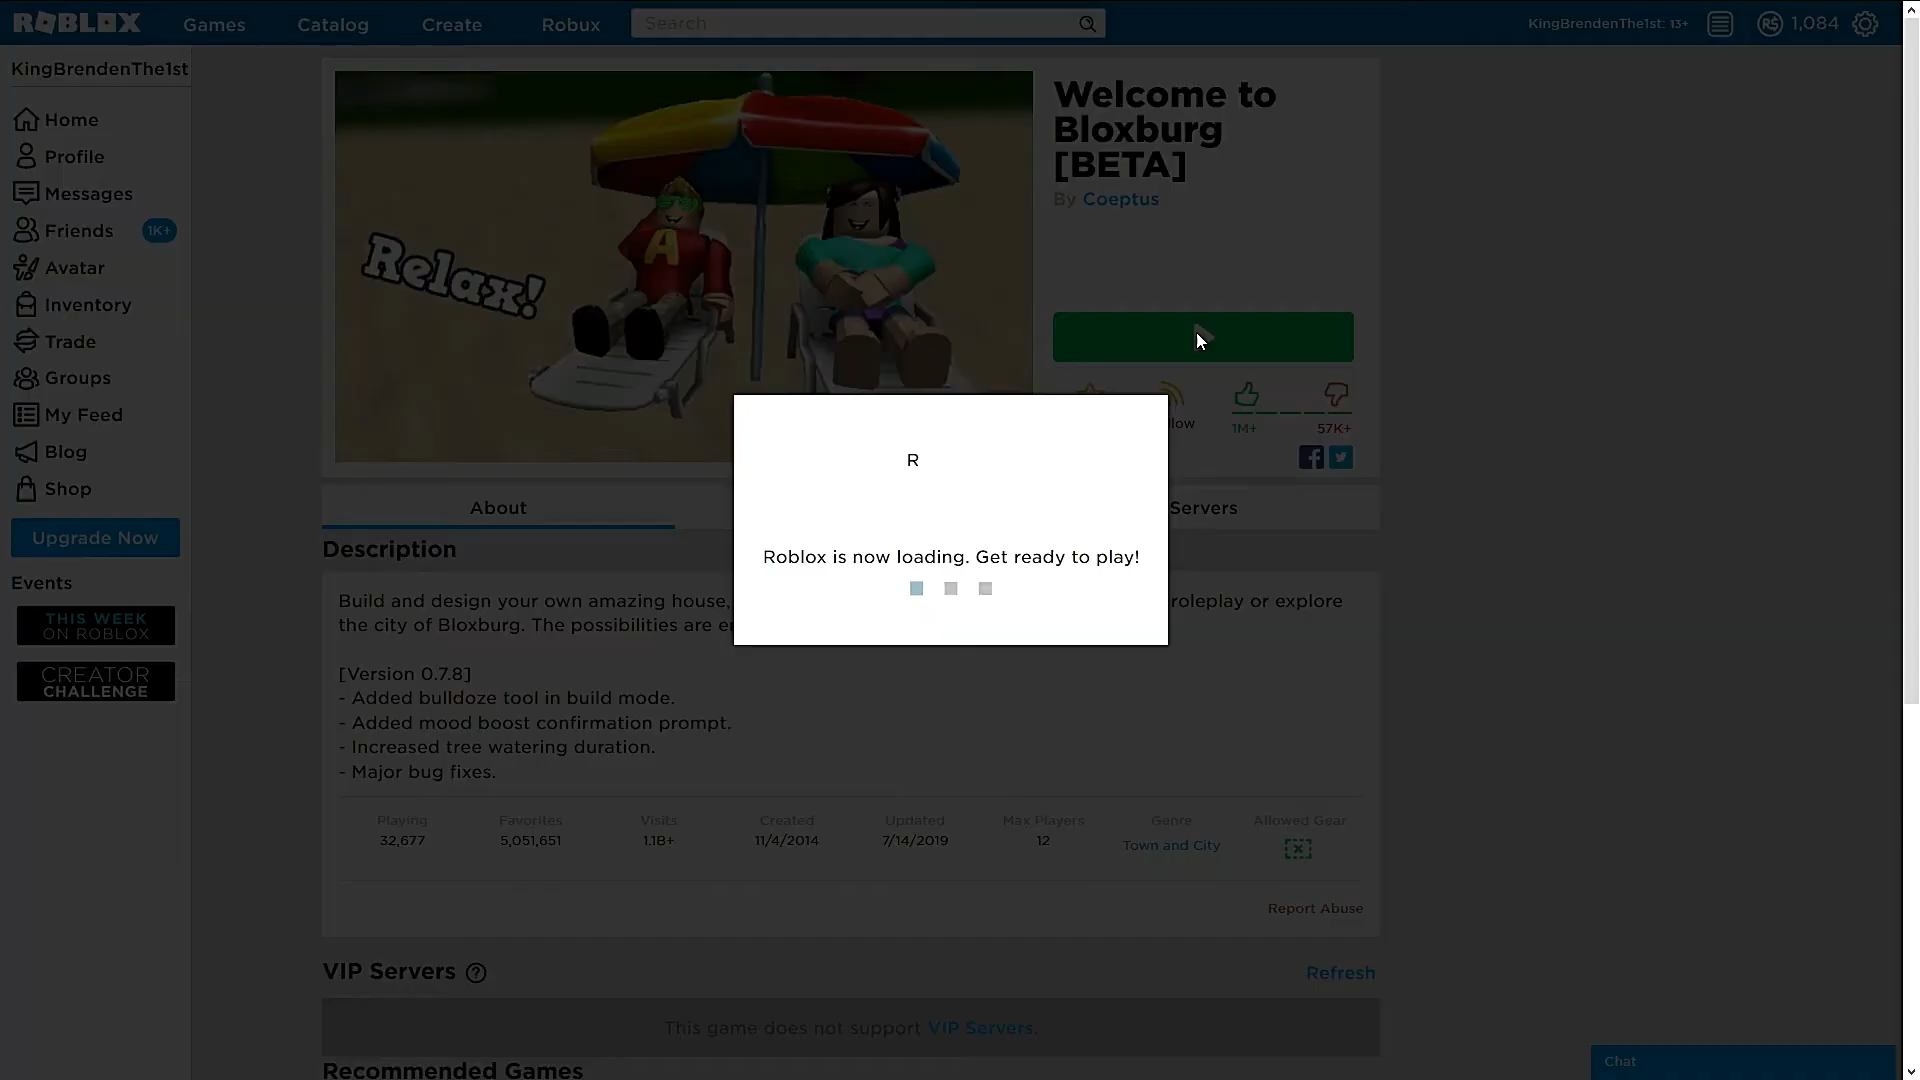 ROBLOX
Games
Catalog
Create
Robux
Search
KingBrendenThe1st: 13+
R$
1,084
KingBrendenThe1st
Home
Profile
Messages
Friends
1K+
Avatar
Inventory
Trade
Groups
My Feed
Blog
Shop
Upgrade Now
Events
THIS WEEK
ON ROBLOX
CREATOR
CHALLENGE
Relax!
A
Welcome to
Bloxburg
[BETA]
By Coeptus
low
1M+
57K+
R
Roblox is now loading. Get ready to play!
About
Servers
Description
Build and design your own amazing house,
roleplay or explore
the city of Bloxburg. The possibilities are e
[Version 0.7.8]
- Added bulldoze tool in build mode.
- Added mood boost confirmation prompt.
- Increased tree watering duration.
- Major bug fixes.
Playing
Favorites
Visits
Created
Updated
Max Players
Genre
Allowed Gear
32,677
5,051,651
1.1B+
11/4/2014
7/14/2019
12
Town and City
Report Abuse
VIP Servers ?
Refresh
This game does not support VIP Servers.
Recommended Games
Chat